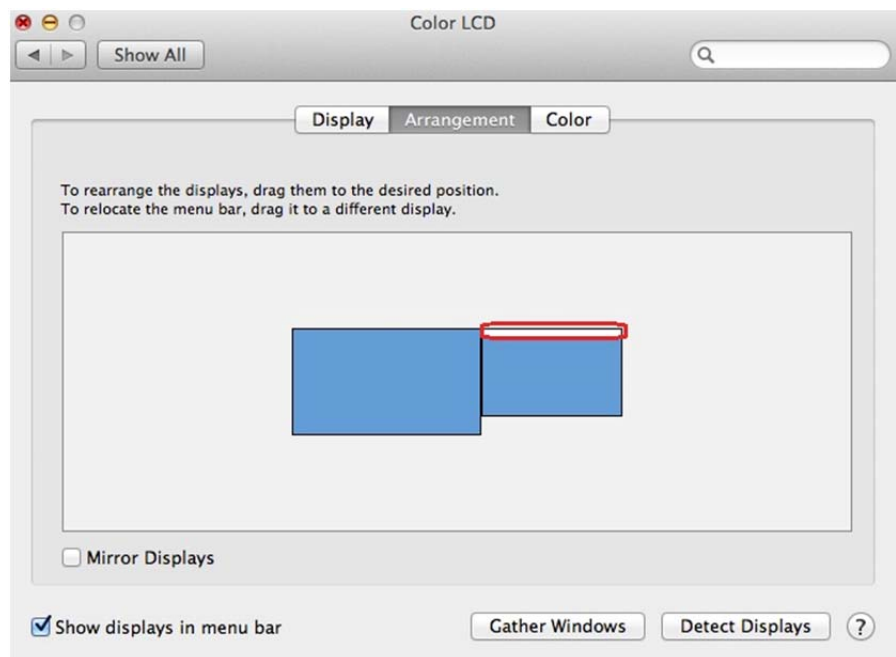 Color LCD
Show All
Display Arrangement Color
To rearrange the displays, drag them to the desired position.
To relocate the menu bar, drag it to a different display.
Mirror Displays
Show displays in menu bar Gather Windows Detect Displays ?